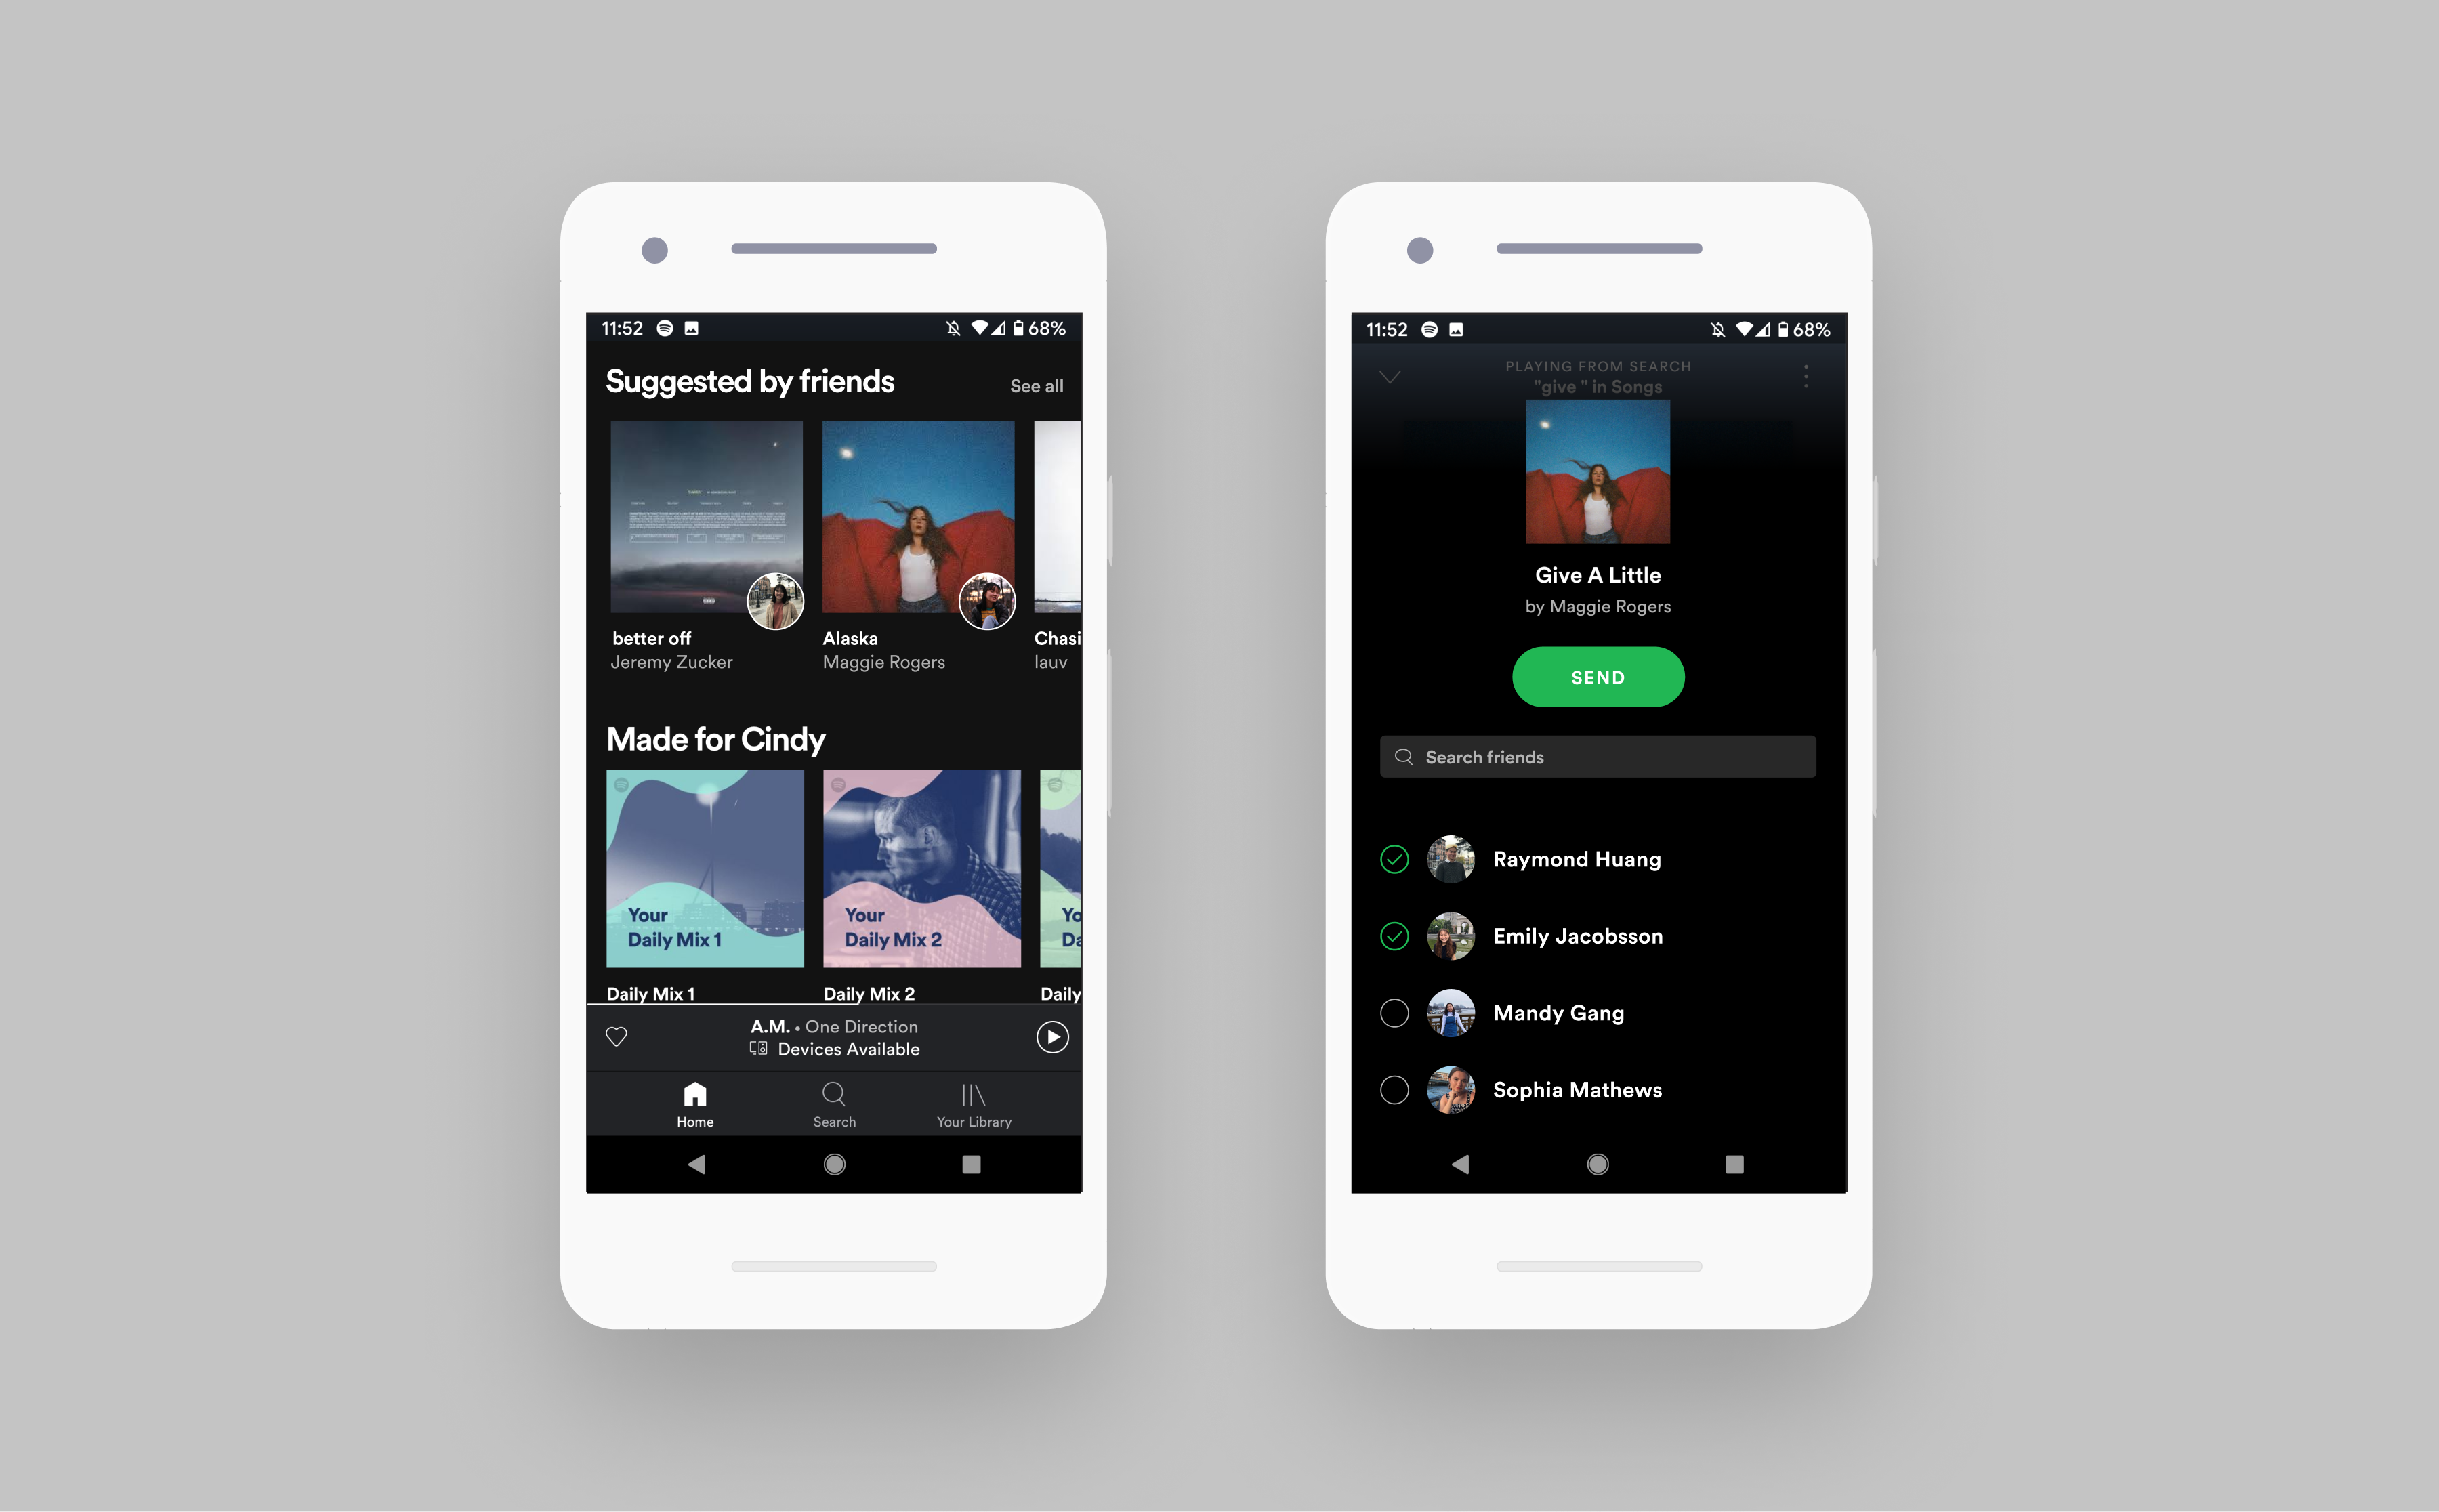 11:52 68%
Suggested by friends See all
better off Alaska Chasi
Jeremy Zucker Maggie Rogers lauv
Made for Cindy
Your Your Yo
Daily Mix 1 Daily Mix 2 Da
Daily Mix 1 Daily Mix 2 Daily
A.M. • One Direction
Devices Available
Home Search Your Library
11:52 68%
PLAYING FROM SEARCH
"give " in Songs
Give A Little
by Maggie Rogers
SEND
Search friends
Raymond Huang
Emily Jacobsson
Mandy Gang
Sophia Mathews